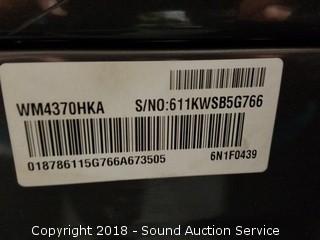 WM4370HKA S/NO:611KWSB5G766
018786115G766A673505 6N1F0439
Copyright 2018 - Sound Auction Service